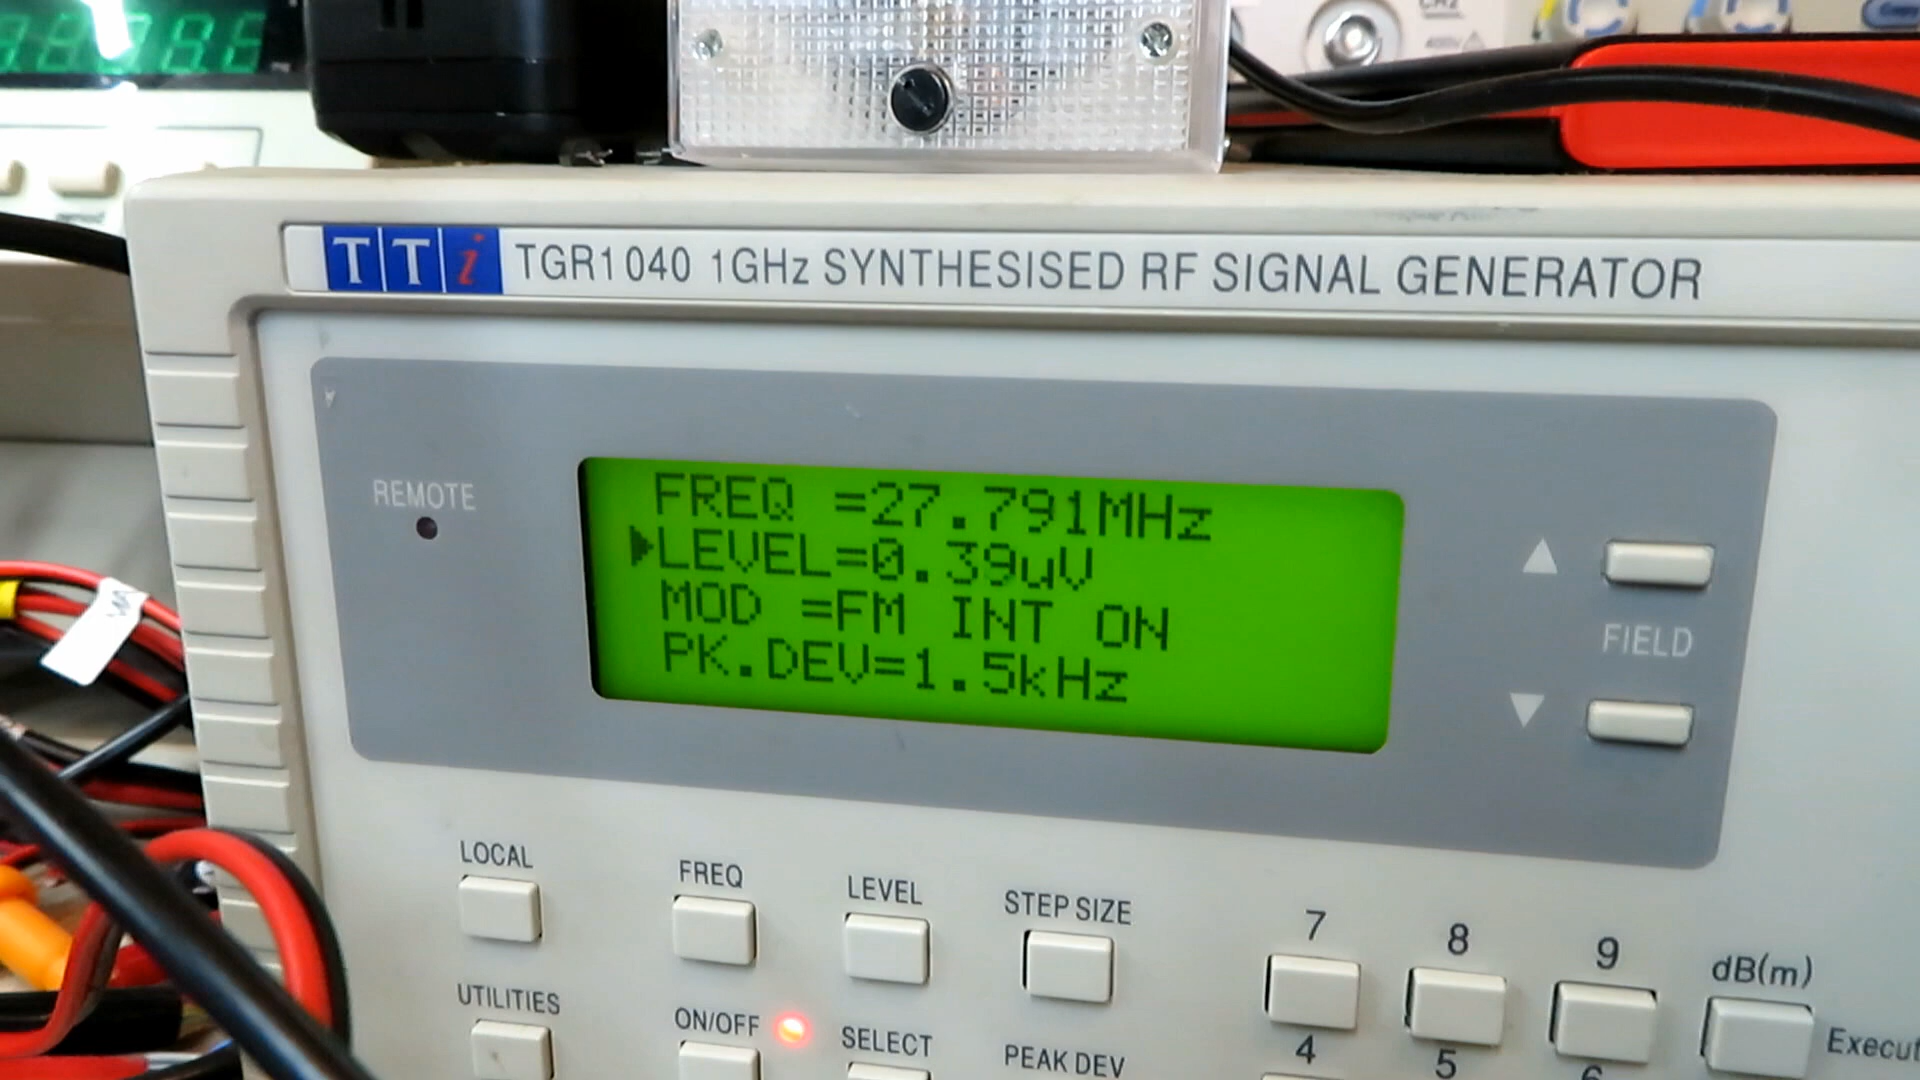 TTi TGR1040 1GHz SYNTHESISED RF SIGNAL GENERATOR
REMOTE
FREQ =27.791MHz
LEVEL=0.39uV
MOD =FM INT ON
PK.DEV=1.5kHz
FIELD
LOCAL
FREQ
LEVEL
STEP SIZE
7
8
9
dB(m)
UTILITIES
ON/OFF
SELECT
PEAK DEV
4
5
6